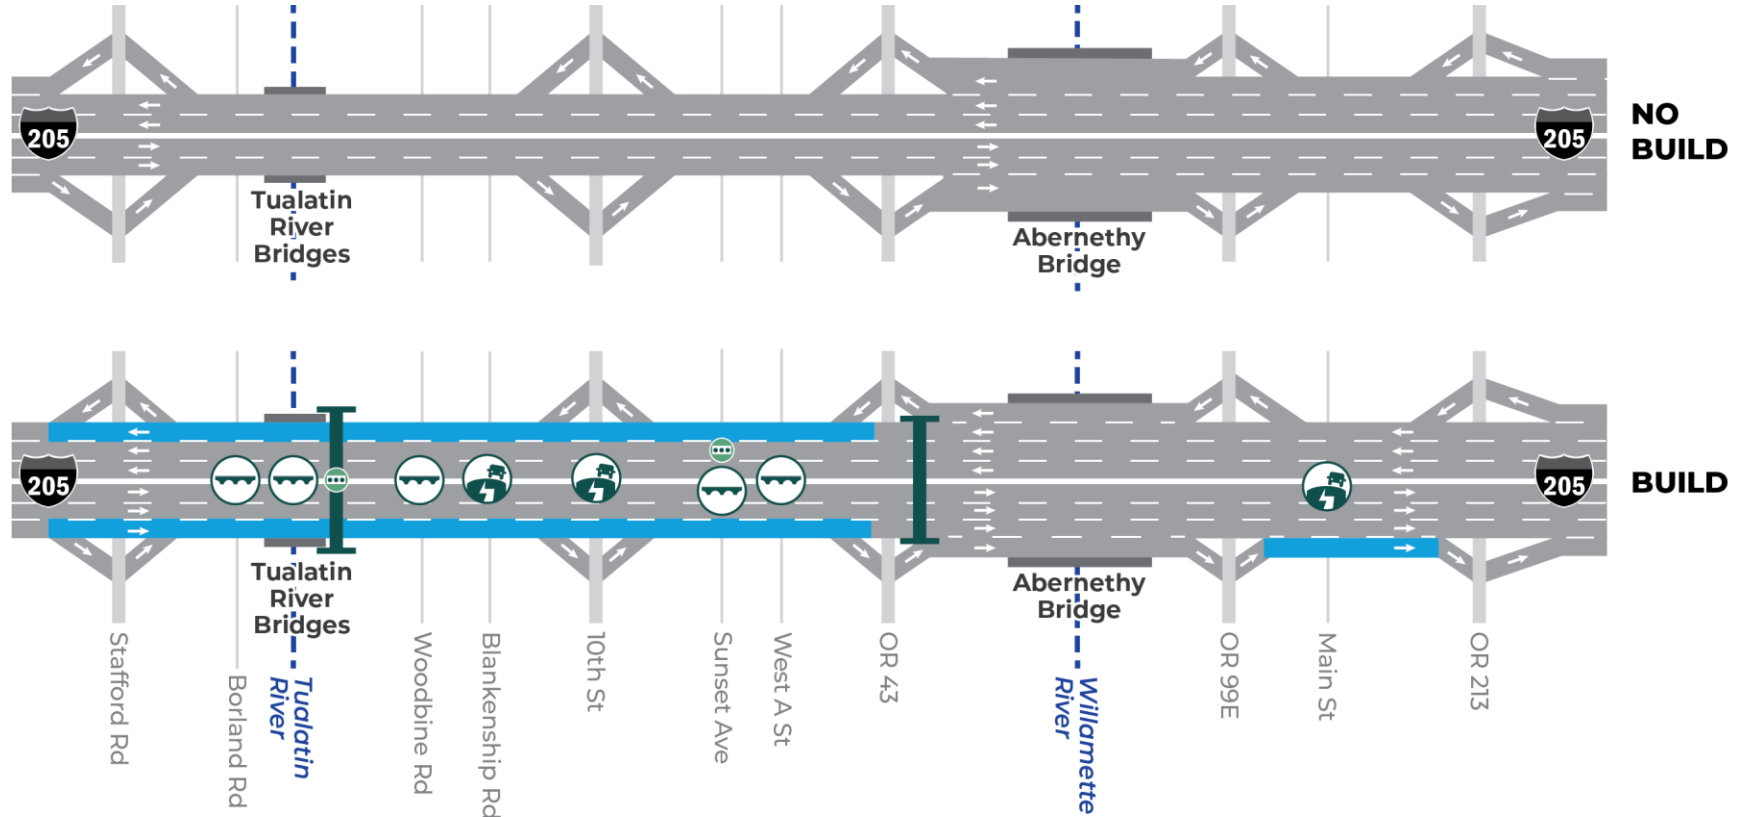 205
205
NO
BUILD
Tualatin
River
Bridges
Abernethy
Bridge
205
205
BUILD
Tualatin
River
Bridges
Abernethy
Bridge
Stafford Rd
Borland Rd
Tualatin
River
Woodbine Rd
Blankenship Rd
10th St
Sunset Ave
West A St
OR 43
Willamette
River
OR 99E
Main St
OR 213